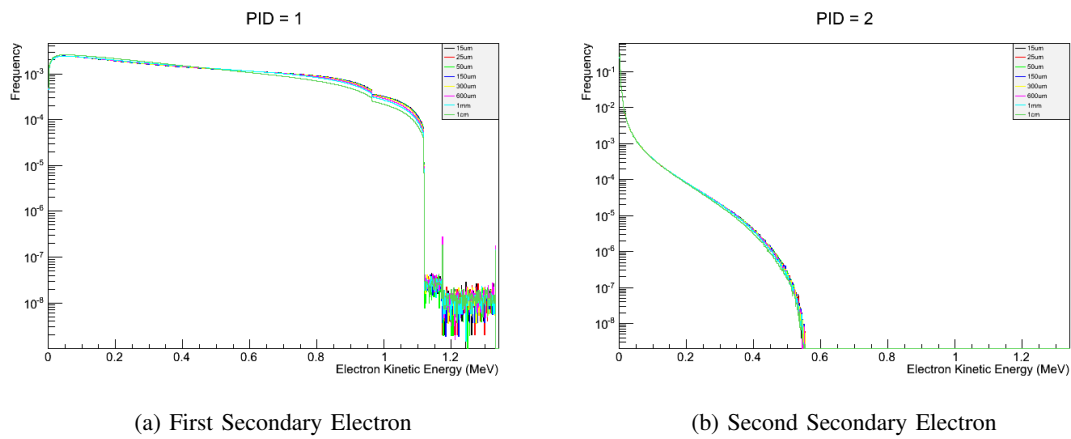 PID = 1
Frequency
10⁻³
10⁻⁴
10⁻⁵
10⁻⁶
10⁻⁷
10⁻⁸
15um
25um
50um
150um
300um
600um
1mm
1cm
0 0.2 0.4 0.6 0.8 1 1.2
Electron Kinetic Energy (MeV)
(a) First Secondary Electron
PID = 2
Frequency
10⁻¹
10⁻²
10⁻³
10⁻⁴
10⁻⁵
10⁻⁶
10⁻⁷
10⁻⁸
15um
25um
50um
150um
300um
600um
1mm
1cm
0 0.2 0.4 0.6 0.8 1 1.2
Electron Kinetic Energy (MeV)
(b) Second Secondary Electron